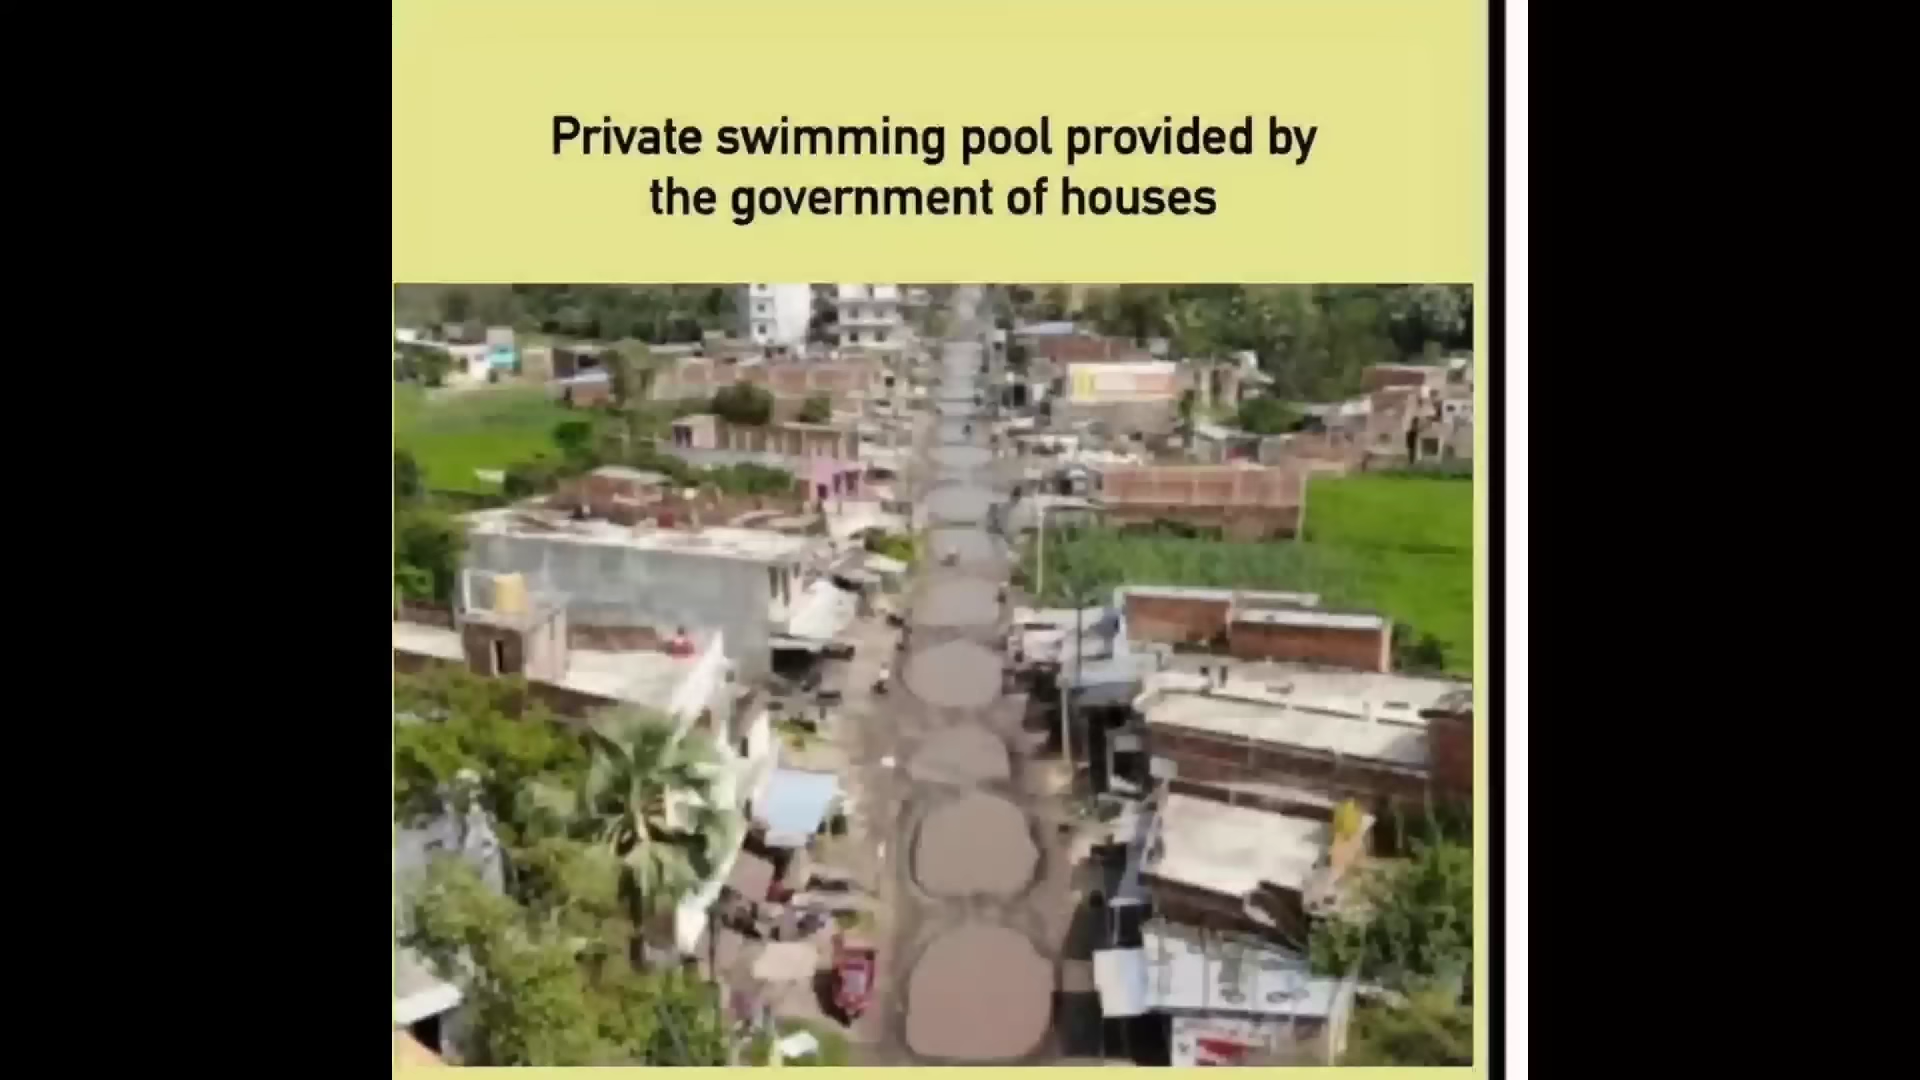 Private swimming pool provided by
the government of houses